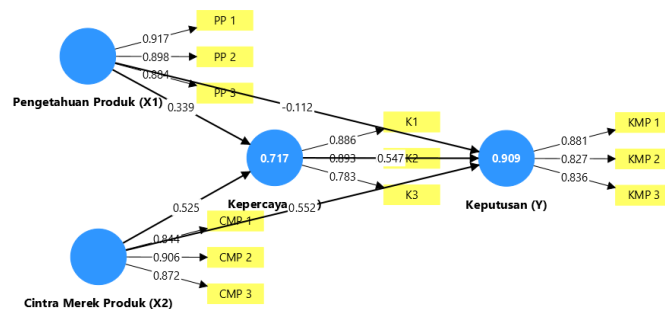 PP 1
0.917
0.898
PP 2
0.884
PP 3
Pengetahuan Produk (X1)
0.339
-0.112
K1
0.886
KMP 1
0.881
0.717
0.893
0.547
K2
0.909
0.827
KMP 2
0.783
0.836
K3
KMP 3
Kepercaya
0.552
Keputusan (Y)
0.525
CMP 1
0.844
0.906
CMP 2
0.872
CMP 3
Cintra Merek Produk (X2)